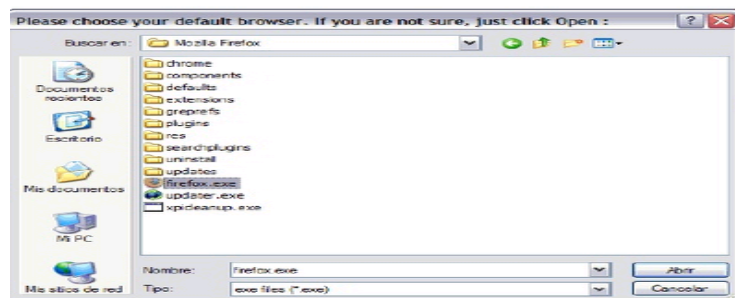 Please choose your default browser. If you are not sure, just click Open :
Buscar en:
Mozilla Firefox
Documentos recientes
Escritorio
Mis documentos
Mi PC
Mis sitios de red
chrome
components
defaults
extensions
greprefs
plugins
res
searchplugins
uninstall
updates
firefox.exe
updater.exe
xpicleanup.exe
Nombre:
firefox.exe
Abrir
Tipo:
exe files (*.exe)
Cancelar